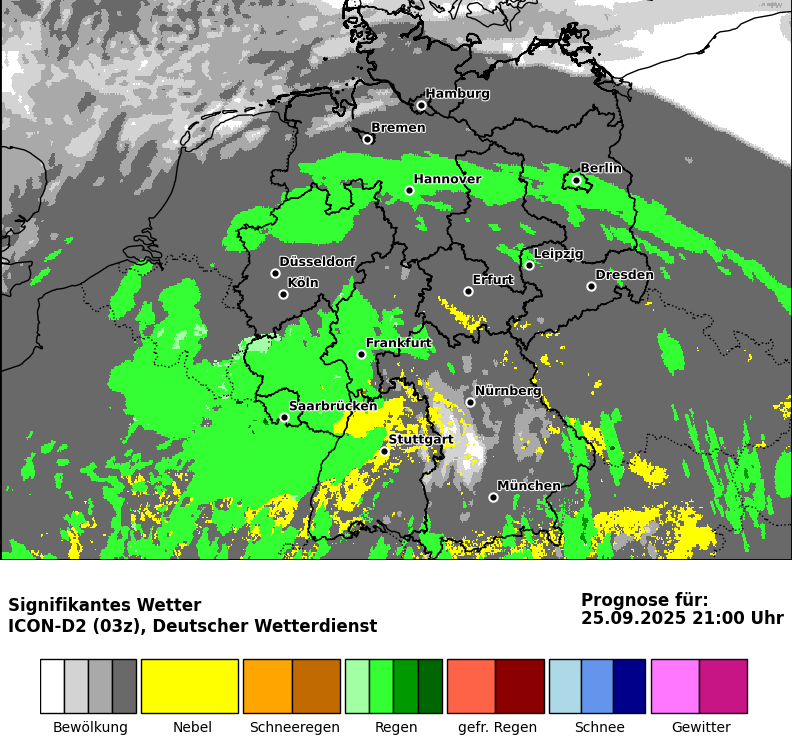 Hamburg
Bremen
Berlin
Hannover
Leipzig
Düsseldorf
Köln
Erfurt
Dresden
Frankfurt
Nürnberg
Saarbrücken
Stuttgart
München
Signifikantes Wetter
ICON-D2 (03z), Deutscher Wetterdienst
Prognose für:
25.09.2025 21:00 Uhr
Bewölkung Nebel Schneeregen Regen gefr. Regen Schnee Gewitter